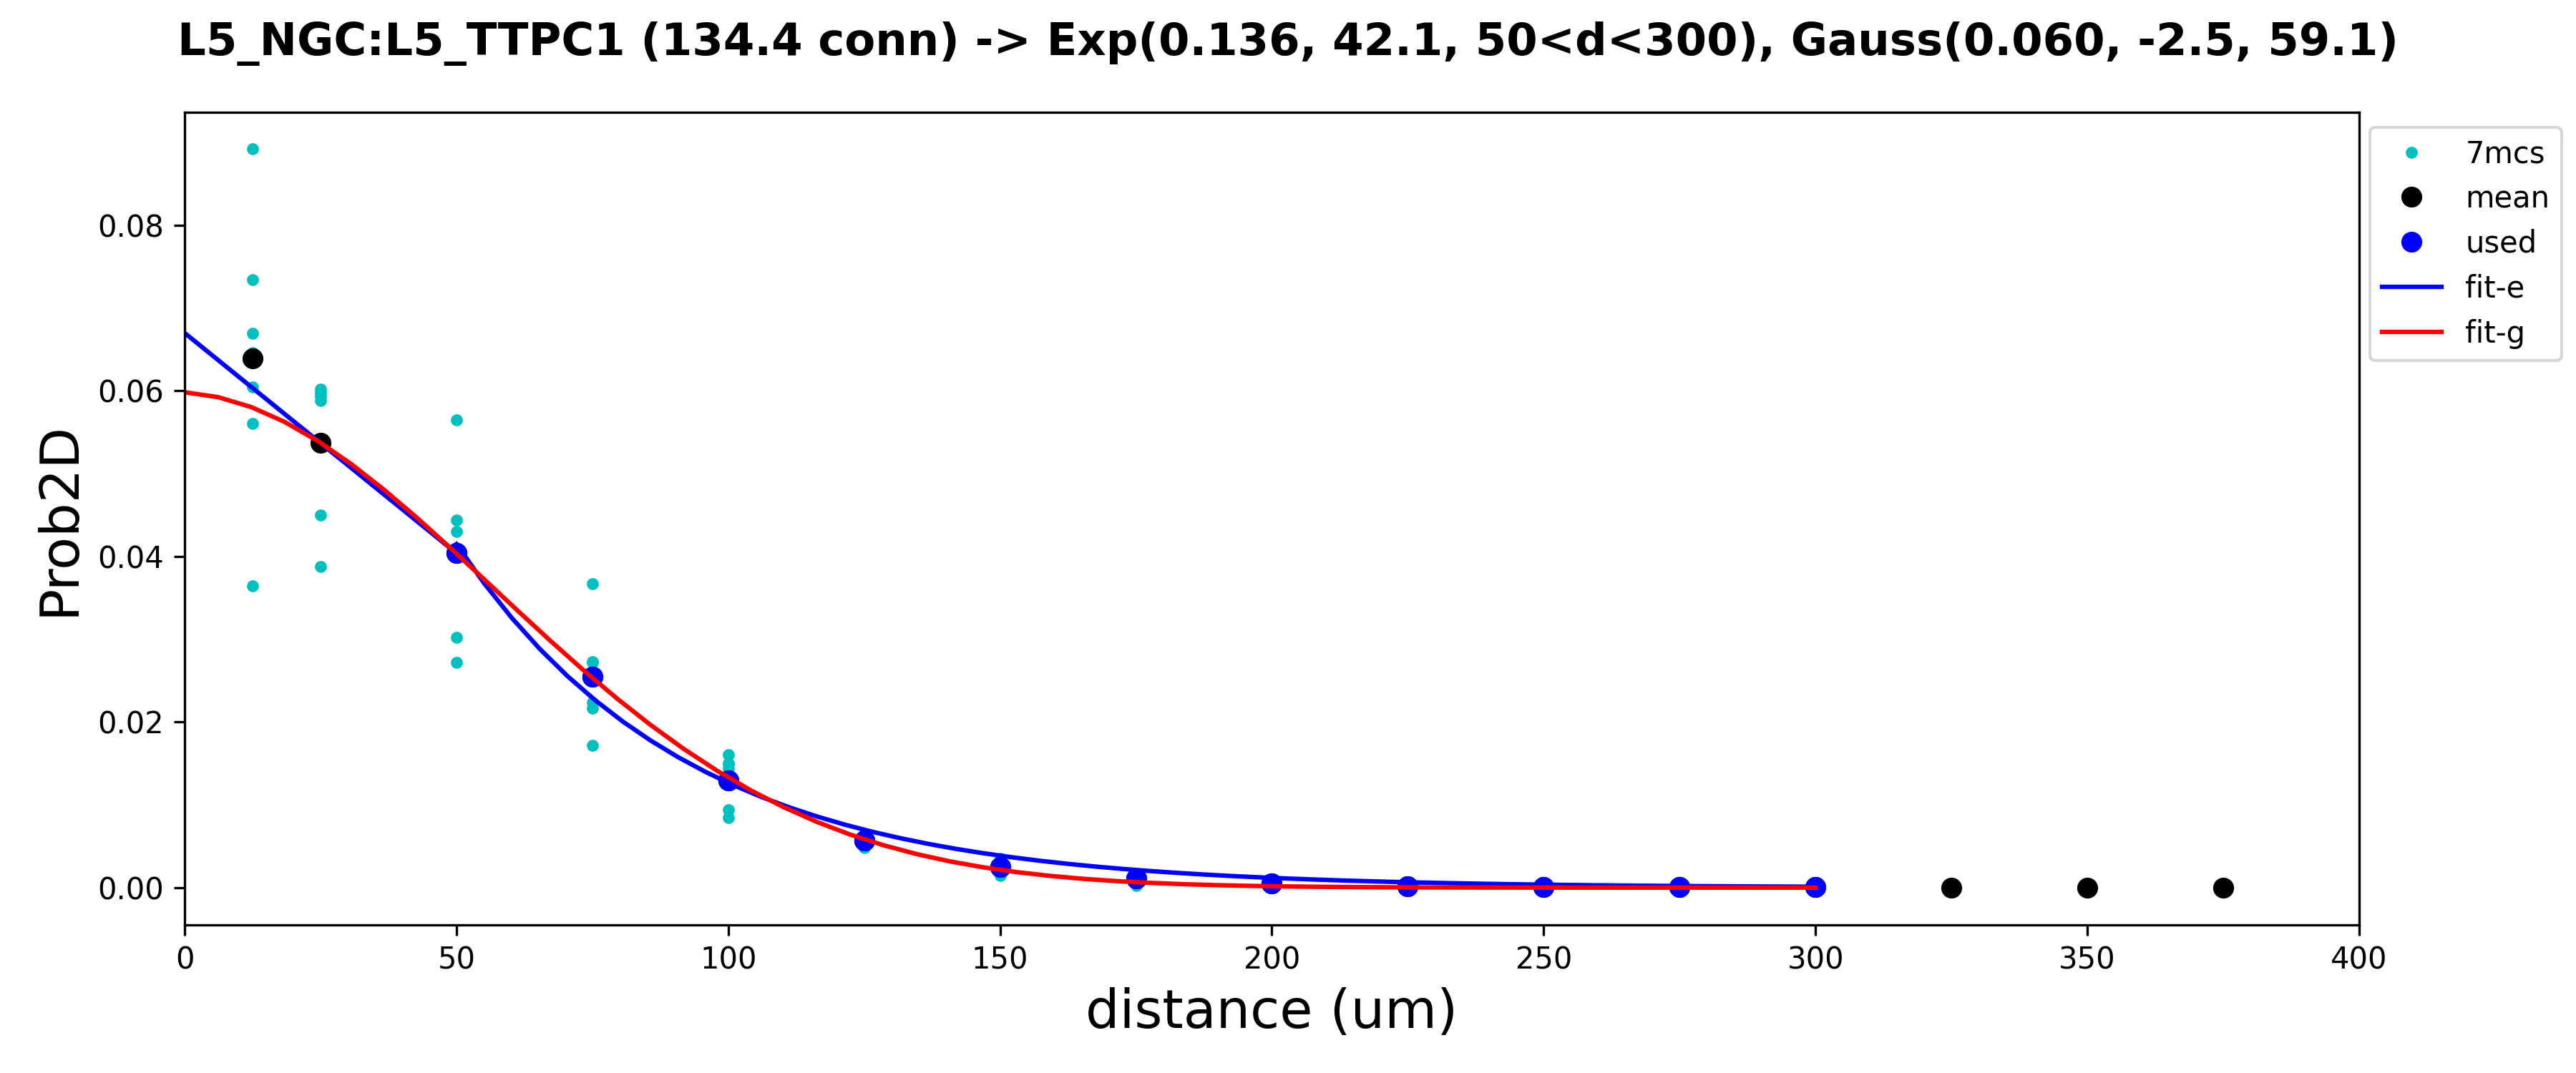 L5_NGC:L5_TTPC1 (134.4 conn) -> Exp(0.136, 42.1, 50<d<300), Gauss(0.060, -2.5, 59.1)
7mcs
mean
used
fit-e
fit-g
Prob2D
0.08
0.06
0.04
0.02
0.00
0 50 100 150 200 250 300 350 400
distance (um)